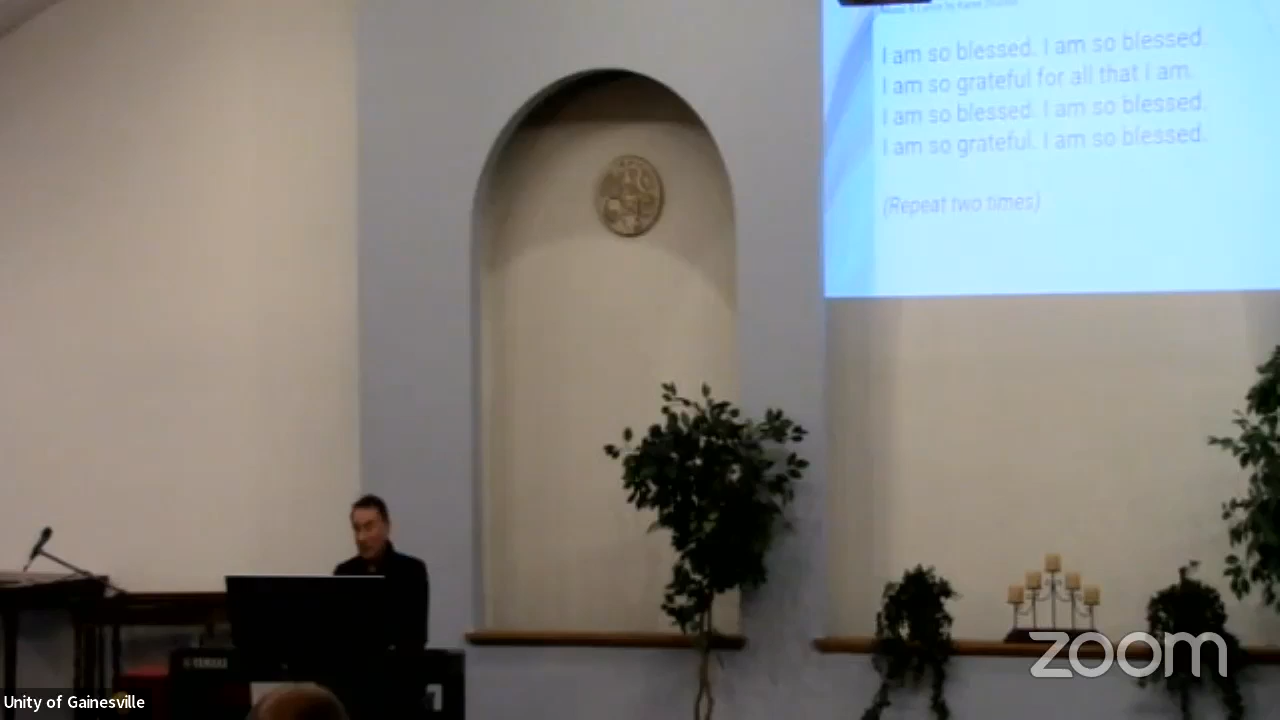 I am so blessed. I am so blessed.
I am so grateful for all that I am.
I am so blessed. I am so blessed.
I am so grateful. I am so blessed.
(Repeat two times)
YAMAHA
zoom
Unity of Gainesville